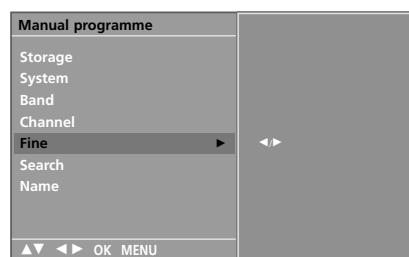 Manual programme
Storage
System
Band
Channel
Fine ► ◄/►
Search
Name
▲▼ ◄► OK MENU